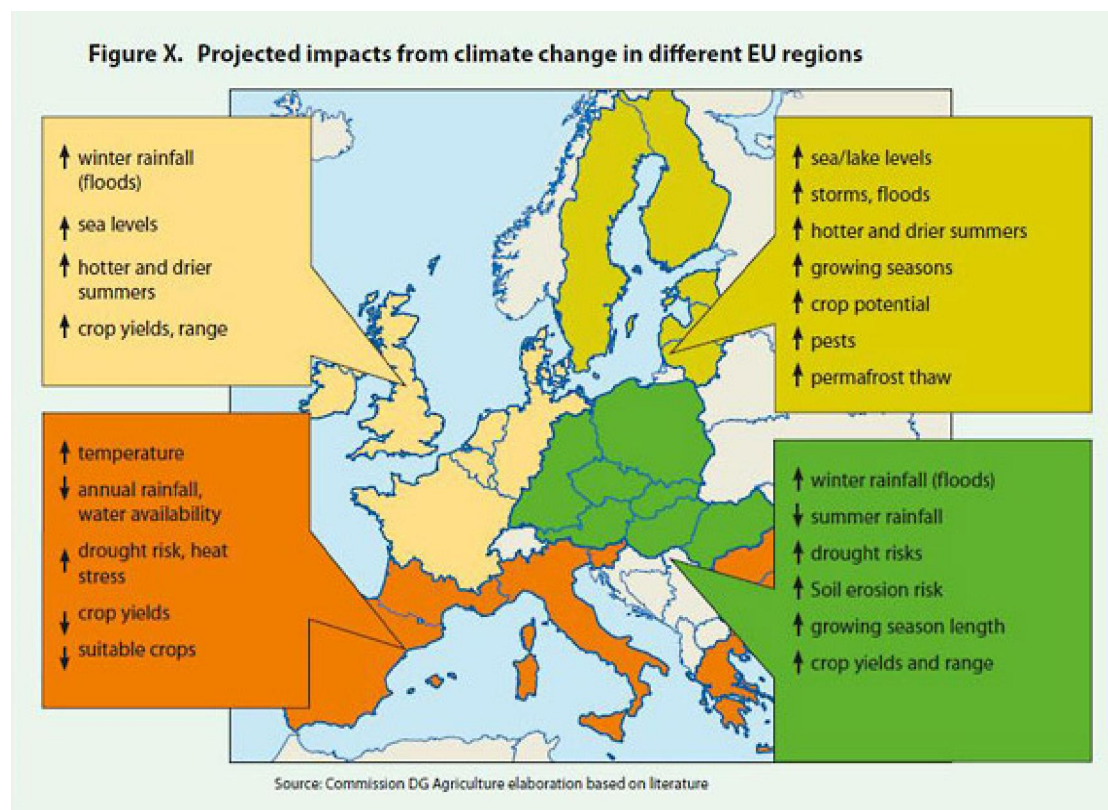 Figure X. Projected impacts from climate change in different EU regions
↑ winter rainfall
(floods)
↑ sea levels
↑ hotter and drier
summers
↑ crop yields, range
↑ sea/lake levels
↑ storms, floods
↑ hotter and drier summers
↑ growing seasons
↑ crop potential
↑ pests
↑ permafrost thaw
↑ temperature
↓ annual rainfall,
water availability
↑ drought risk, heat
stress
↓ crop yields
↓ suitable crops
↑ winter rainfall (floods)
↓ summer rainfall
↑ drought risks
↑ Soil erosion risk
↑ growing season length
↑ crop yields and range
Source: Commission DG Agriculture elaboration based on literature